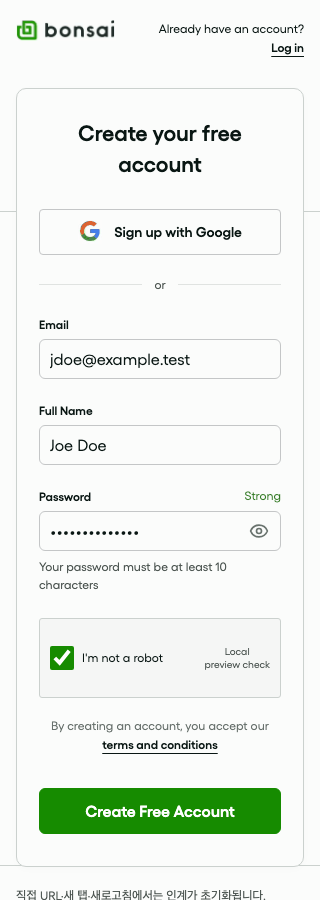 bonsai
Already have an account?
Log in
Create your free
account
Sign up with Google
or
Email
jdoe@example.test
Full Name
Joe Doe
Password
Strong
••••••••••••••
Your password must be at least 10
characters
I'm not a robot
Local
preview check
By creating an account, you accept our
terms and conditions
Create Free Account
직접 URL·새 탭·새로고침에서는 인계가 초기화됩니다.